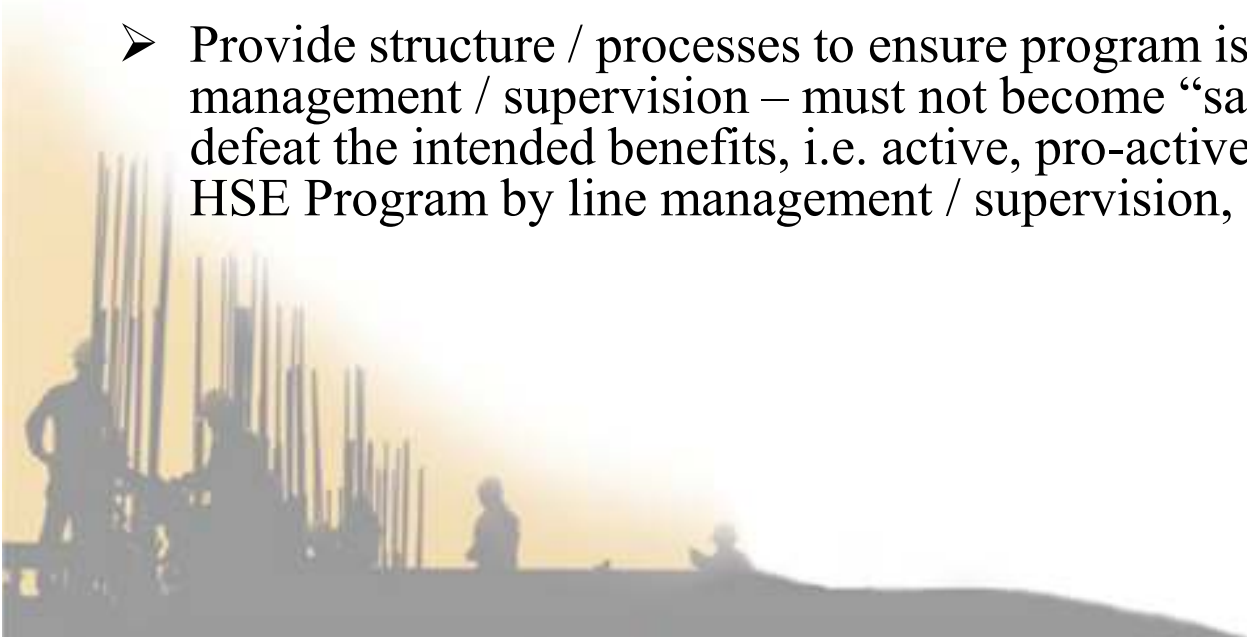 ➢ Provide structure / processes to ensure program is
management / supervision – must not become “sa
defeat the intended benefits, i.e. active, pro-active
HSE Program by line management / supervision,